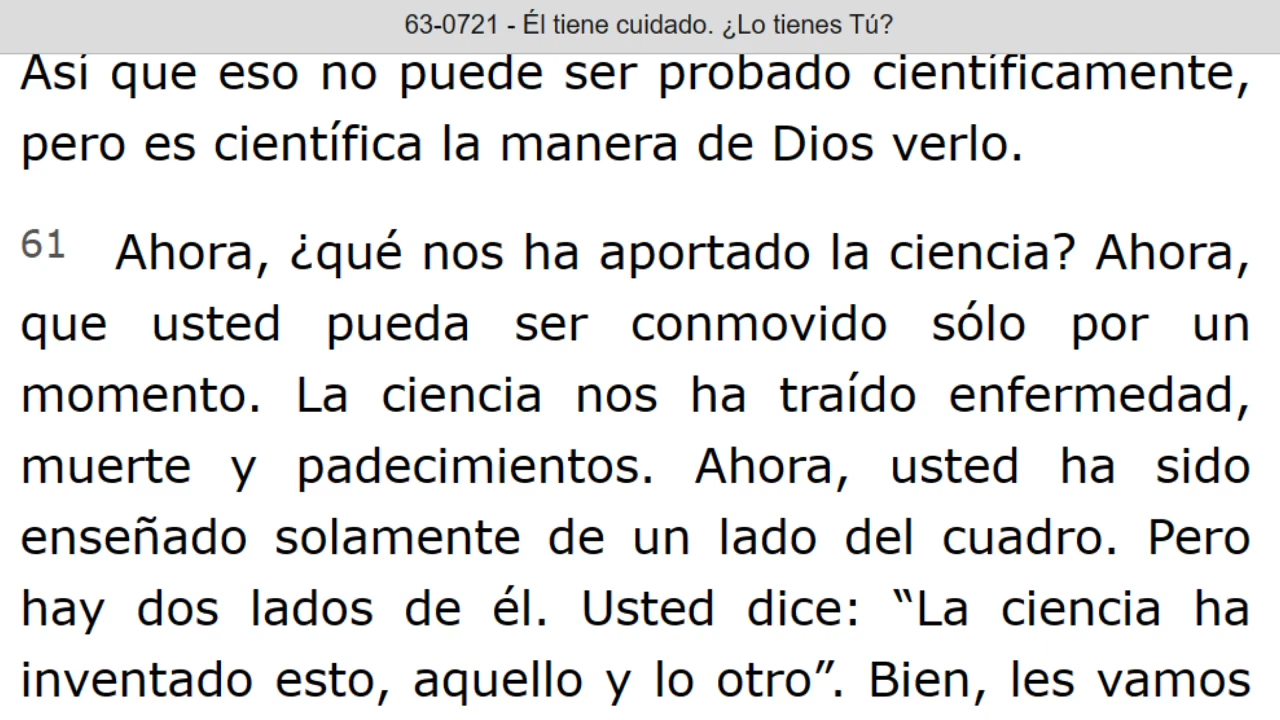 63-0721 - Él tiene cuidado. ¿Lo tienes Tú?
Así que eso no puede ser probado científicamente,
pero es científica la manera de Dios verlo.
61 Ahora, ¿qué nos ha aportado la ciencia? Ahora,
que usted pueda ser conmovido sólo por un
momento. La ciencia nos ha traído enfermedad,
muerte y padecimientos. Ahora, usted ha sido
enseñado solamente de un lado del cuadro. Pero
hay dos lados de él. Usted dice: “La ciencia ha
inventado esto, aquello y lo otro”. Bien, les vamos